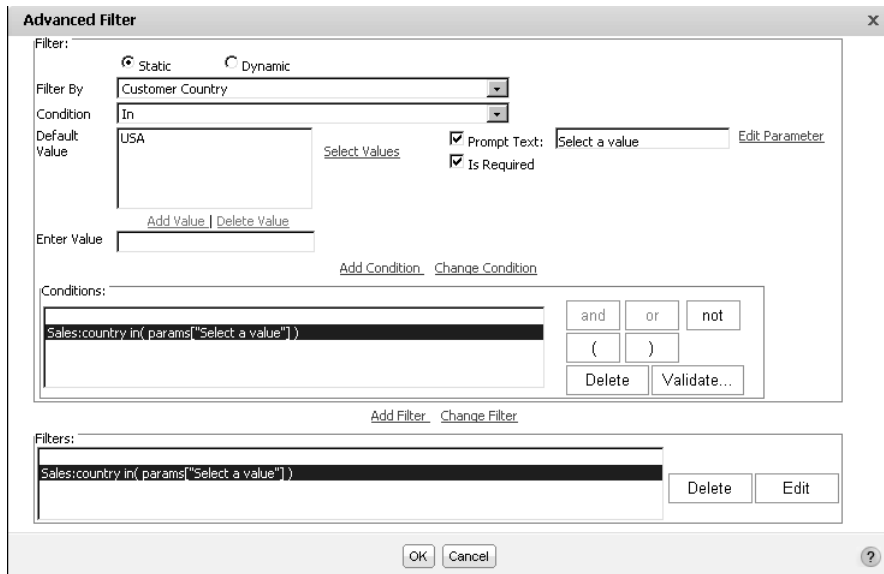 Advanced Filter x
Filter:
Static Dynamic
Filter By Customer Country
Condition In
Default Value USA Select Values Prompt Text: Select a value Edit Parameter
Is Required
Add Value | Delete Value
Enter Value
Add Condition Change Condition
Conditions:
Sales:country in( params["Select a value"] )
and or not
( )
Delete Validate...
Add Filter Change Filter
Filters:
Sales:country in( params["Select a value"] )
Delete Edit
OK Cancel ?